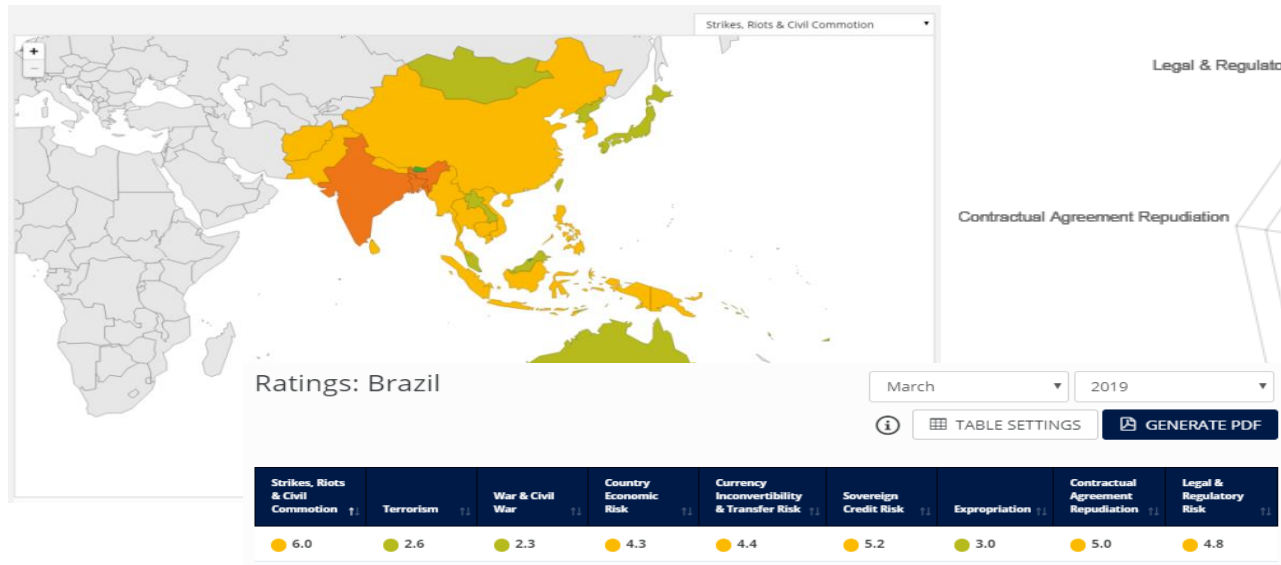 Strikes, Riots & Civil Commotion
+
−
Legal & Regulato
Contractual Agreement Repudiation
Ratings: Brazil
March
2019
i
TABLE SETTINGS
GENERATE PDF
Strikes, Riots
& Civil
Commotion
Terrorism
War & Civil
War
Country
Economic
Risk
Currency
Inconvertibility
& Transfer Risk
Sovereign
Credit Risk
Expropriation
Contractual
Agreement
Repudiation
Legal &
Regulatory
Risk
6.0
2.6
2.3
4.3
4.4
5.2
3.0
5.0
4.8